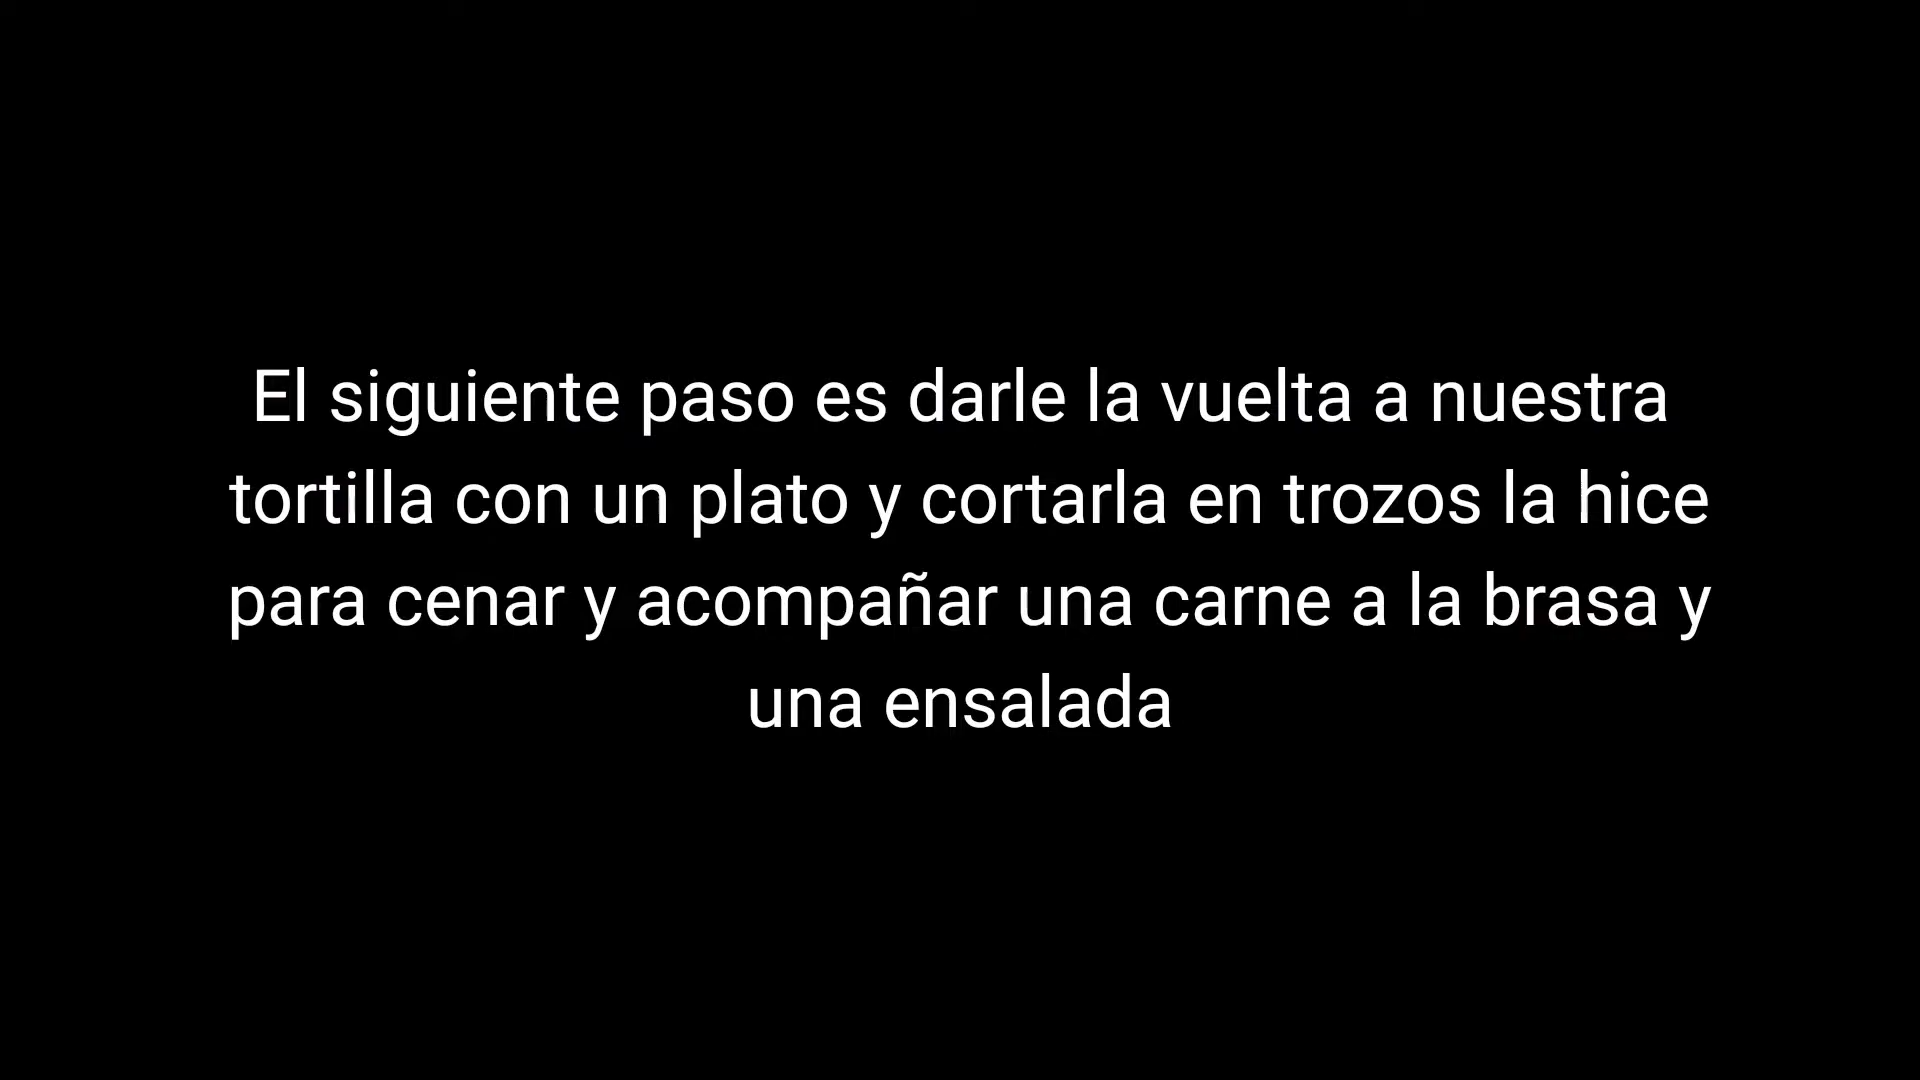 El siguiente paso es darle la vuelta a nuestra
tortilla con un plato y cortarla en trozos la hice
para cenar y acompañar una carne a la brasa y
una ensalada